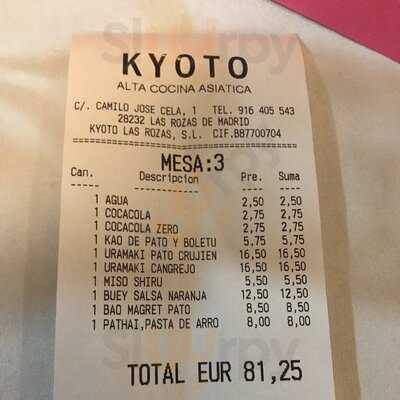 KYOTO
ALTA COCINA ASIATICA
C/. CAMILO JOSE CELA, 1 TEL. 916 405 543
28232 LAS ROZAS DE MADRID
KYOTO LAS ROZAS, S.L. CIF.B87700704
MESA:3
Can. Descripcion Pre. Suma
1 AGUA 2,50 2,50
1 COCACOLA 2,75 2,75
1 COCACOLA ZERO 2,75 2,75
1 KAO DE PATO Y BOLETU 5,75 5,75
1 URAMAKI PATO CRUJIEN 16,50 16,50
1 URAMAKI CANGREJO 16,50 16,50
1 MISO SHIRU 5,50 5,50
1 BUEY SALSA NARANJA 12,50 12,50
1 BAO MAGRET PATO 8,50 8,50
1 PATHAI,PASTA DE ARRO 8,00 8,00
TOTAL EUR 81,25